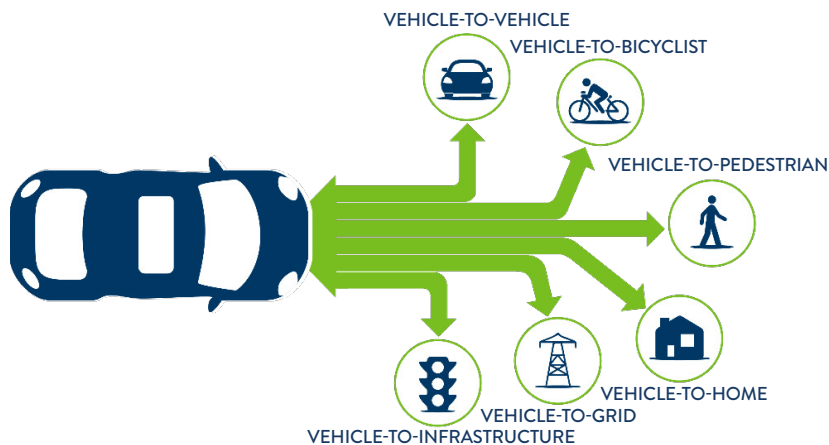 VEHICLE-TO-VEHICLE
VEHICLE-TO-BICYCLIST
VEHICLE-TO-PEDESTRIAN
VEHICLE-TO-HOME
VEHICLE-TO-GRID
VEHICLE-TO-INFRASTRUCTURE